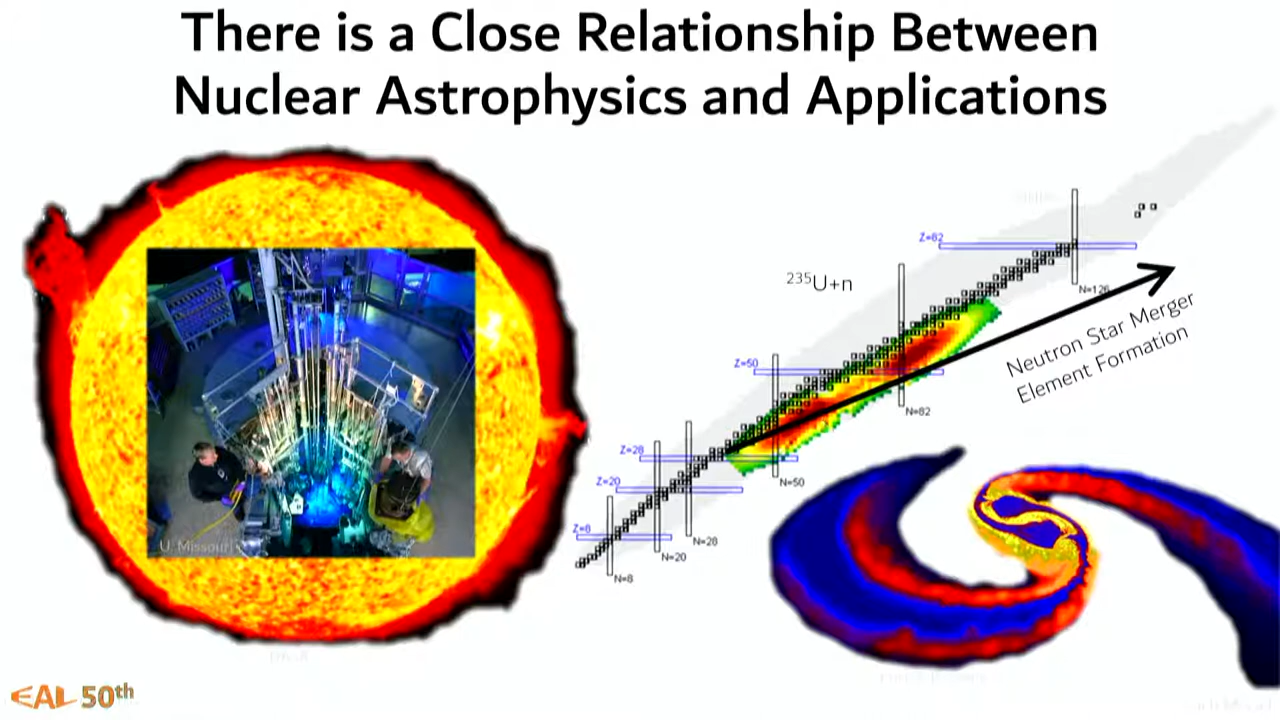 There is a Close Relationship Between
Nuclear Astrophysics and Applications
Z=82
235U+n
N=126
Neutron Star Merger
Element Formation
Z=50
N=82
Z=28
N=50
Z=20
Z=8
N=28
N=20
N=8
U. Missouri
EAL 50th